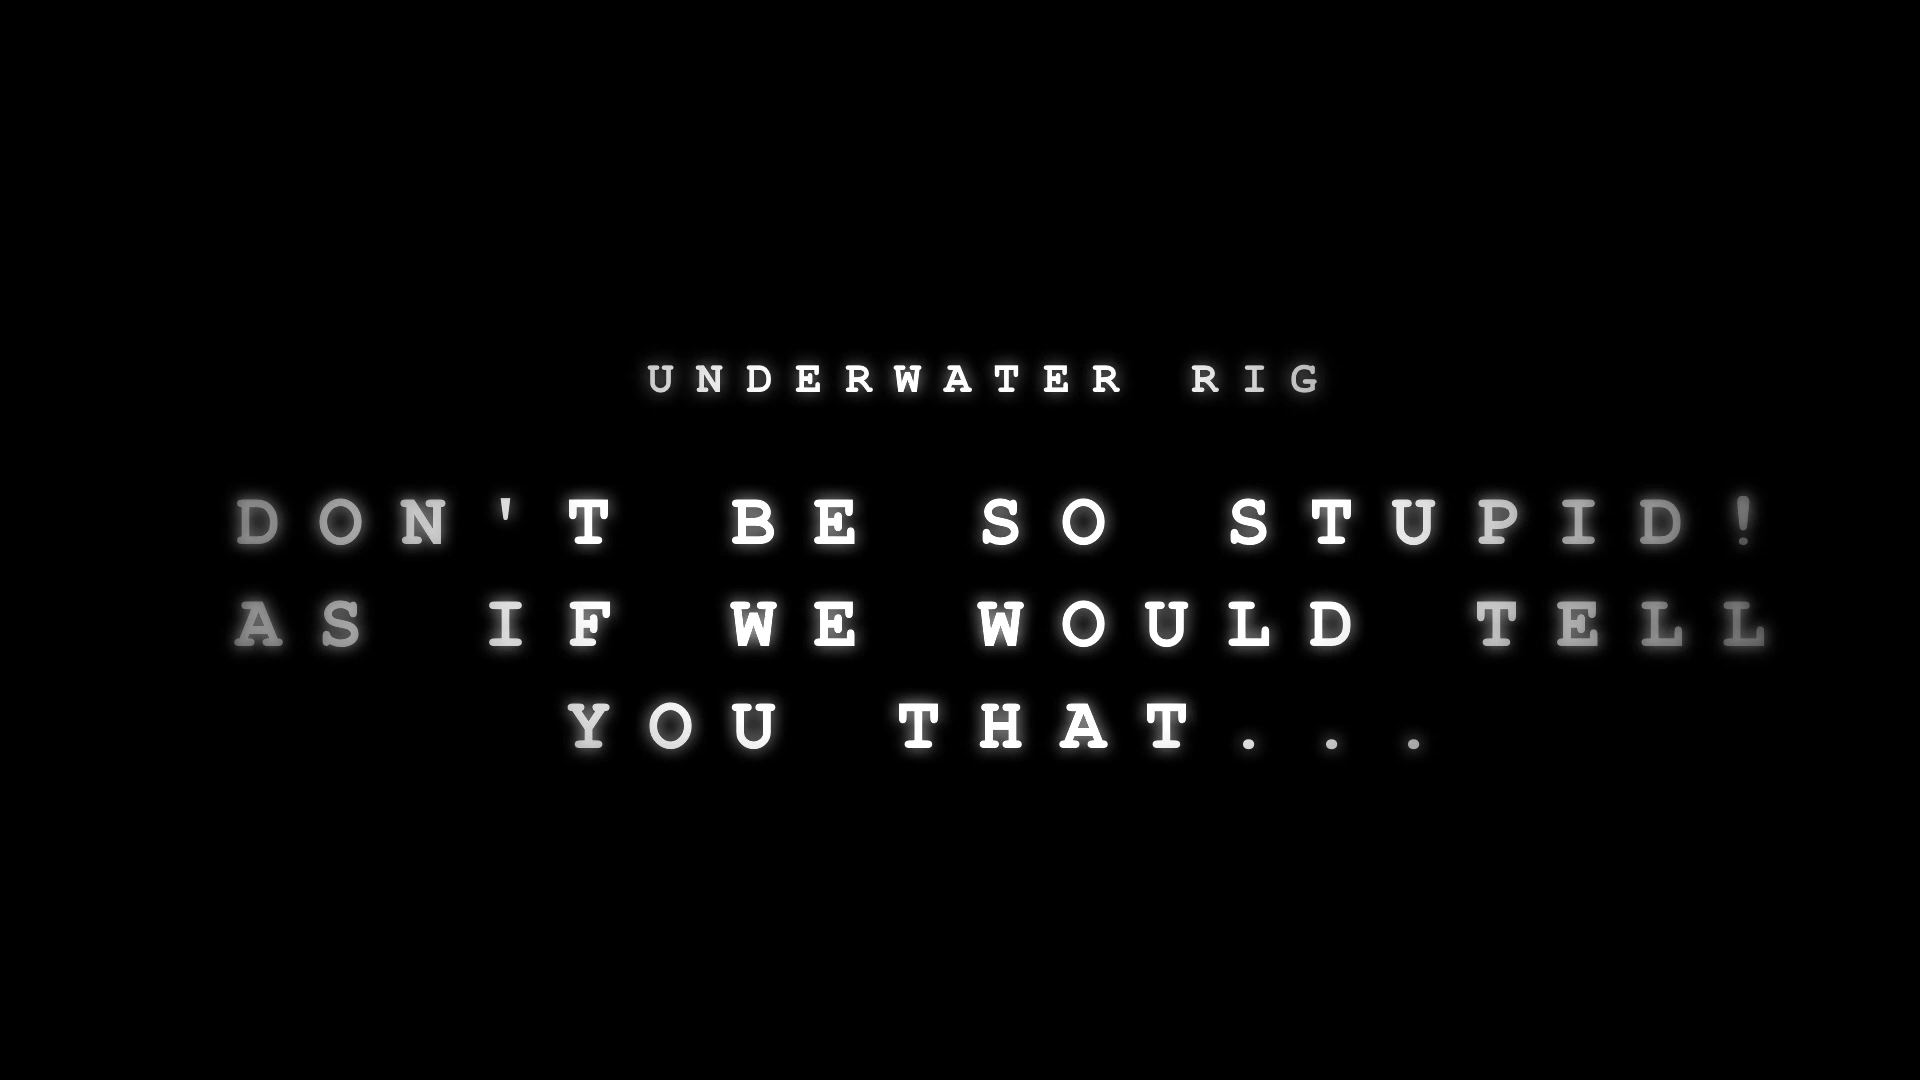 UNDERWATER RIG
DON'T BE SO STUPID!
AS IF WE WOULD TELL
YOU THAT...